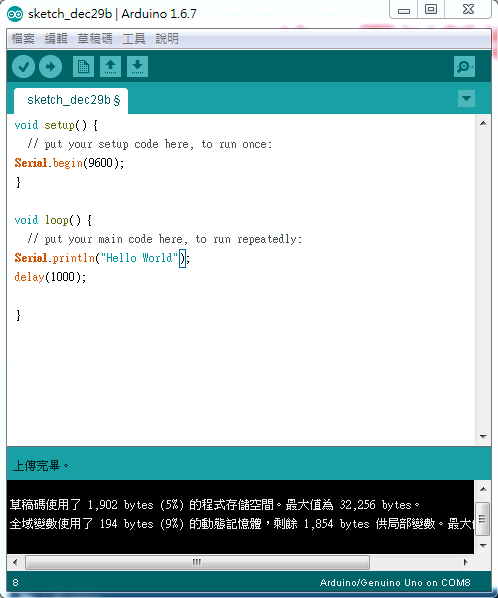 sketch_dec29b | Arduino 1.6.7
檔案 編輯 草稿碼 工具 說明
sketch_dec29b §
void setup() {
// put your setup code here, to run once:
Serial.begin(9600);
}
void loop() {
// put your main code here, to run repeatedly:
Serial.println("Hello World");
delay(1000);
}
上傳完畢。
草稿碼使用了 1,902 bytes (5%) 的程式存儲空間。最大值為 32,256 bytes。
全域變數使用了 194 bytes (9%) 的動態記憶體，剩餘 1,854 bytes 供局部變數。最大
8
Arduino/Genuino Uno on COM8